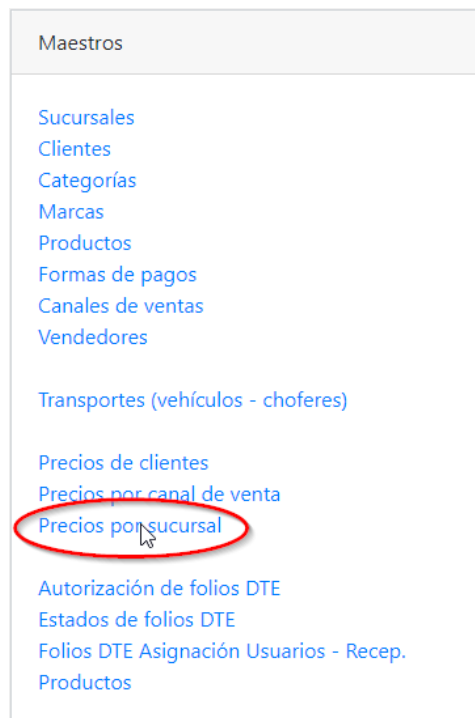 Maestros
Sucursales
Clientes
Categorías
Marcas
Productos
Formas de pagos
Canales de ventas
Vendedores
Transportes (vehículos - choferes)
Precios de clientes
Precios por canal de venta
Precios por sucursal
Autorización de folios DTE
Estados de folios DTE
Folios DTE Asignación Usuarios - Recep.
Productos